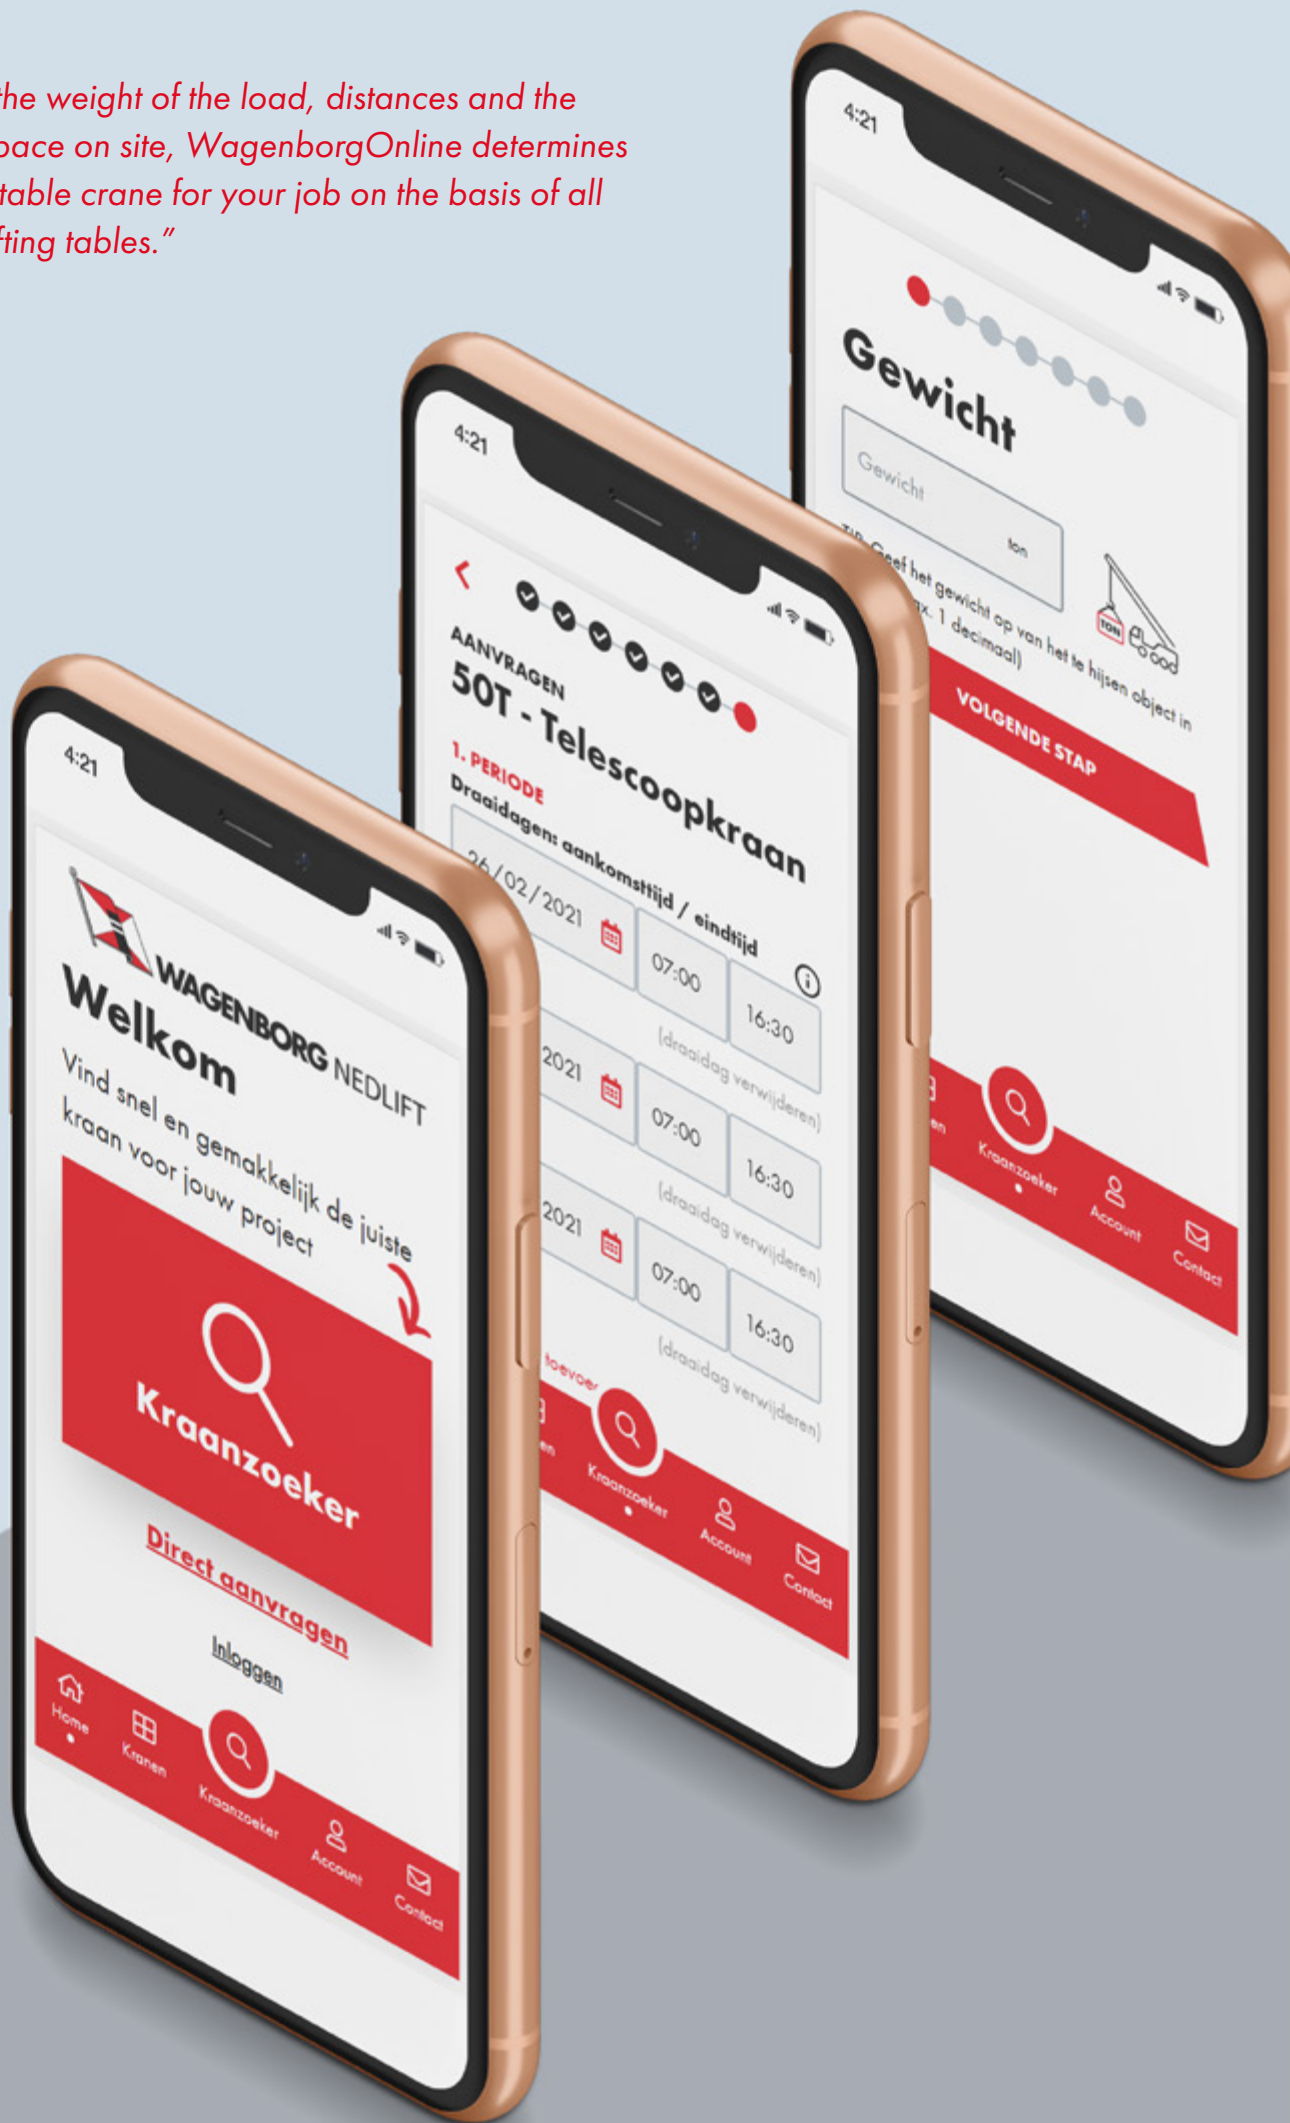 the weight of the load, distances and the
pace on site, WagenborgOnline determines
table crane for your job on the basis of all
fting tables.”
4:21
Gewicht
Gewicht
ton
Geef het gewicht op van het te hijsen object in
ax. 1 decimaal)
TON
VOLGENDE STAP
en
Kraanzoeker
Account
Contact
4:21
AANVRAGEN
50T - Telescoopkraan
1. PERIODE
Draaidagen: aankomsttijd / eindtijd
26/02/2021
07:00
16:30
(draaidag verwijderen)
2021
07:00
16:30
(draaidag verwijderen)
2021
07:00
16:30
(draaidag verwijderen)
toevoe
en
Kraanzoeker
Account
Contact
4:21
WAGENBORG NEDLIFT
Welkom
Vind snel en gemakkelijk de juiste
kraan voor jouw project
Kraanzoeker
Direct aanvragen
Inloggen
Home
Kranen
Kraanzoeker
Account
Contact